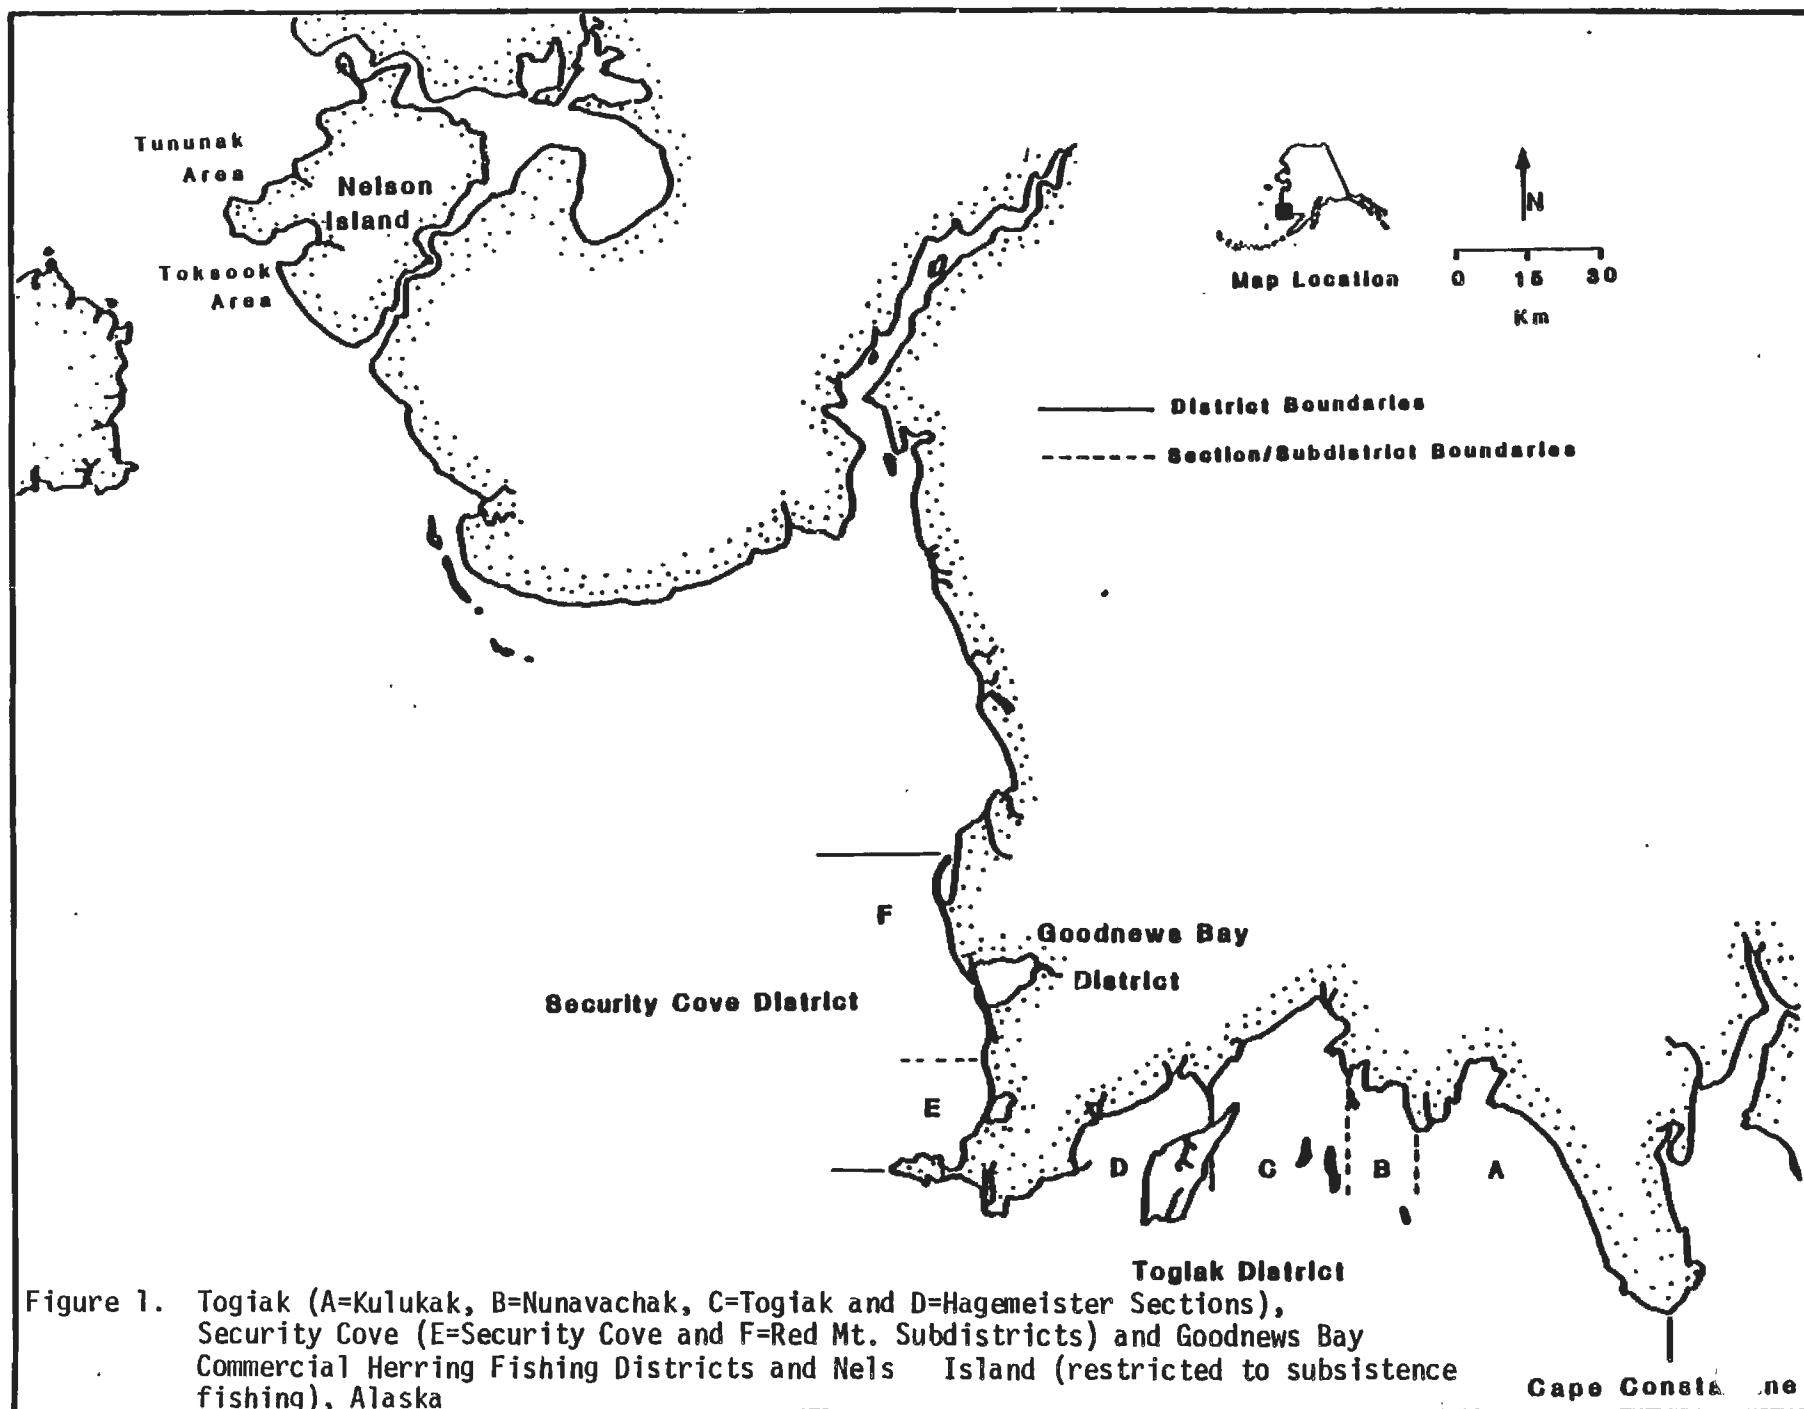 Tununak
Area
Nelson
Island
Toksook
Area
N
Map Location
0 15 30
Km
District Boundaries
Section/Subdistrict Boundaries
F
Goodnews Bay
District
Security Cove District
E
D
C
B
A
Togiak District
Figure 1. Togiak (A=Kulukak, B=Nunavachak, C=Togiak and D=Hagemeister Sections),
Security Cove (E=Security Cove and F=Red Mt. Subdistricts) and Goodnews Bay
Commercial Herring Fishing Districts and Nels Island (restricted to subsistence
fishing), Alaska
Cape